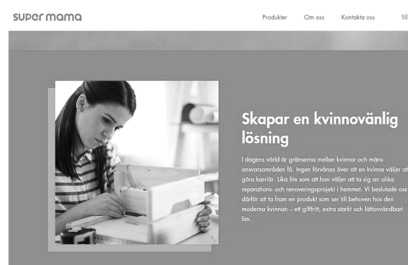 super mama
Produkter Om oss Kontakta oss
Skapar en kvinnovänlig
lösning
I dagens värld är gränserna mellan kvinnor och mäns
ansvarsområden få. Ingen förvånas över att en kvinna väljer att
göra karriär. Lika lite som att hon väljer att ta sig an olika
reparations- och renoveringsprojekt i hemmet. Vi beslutade oss
därför att ta fram en produkt som ser till behoven hos den
moderna kvinnan – ett giftfritt, extra starkt och lättanvändbart
lim.